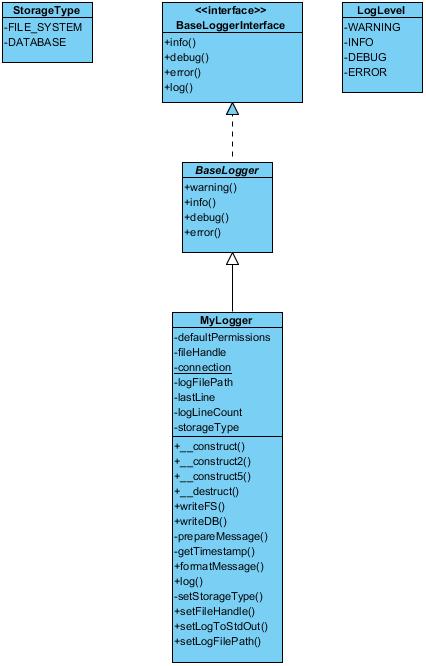 StorageType
-FILE_SYSTEM
-DATABASE
<<interface>>
BaseLoggerInterface
+info()
+debug()
+error()
+log()
LogLevel
-WARNING
-INFO
-DEBUG
-ERROR
BaseLogger
+warning()
+info()
+debug()
+error()
MyLogger
-defaultPermissions
-fileHandle
-connection
-logFilePath
-lastLine
-logLineCount
-storageType
+__construct()
+__construct2()
+__construct5()
+__destruct()
+writeFS()
+writeDB()
-prepareMessage()
-getTimestamp()
+formatMessage()
+log()
-setStorageType()
+setFileHandle()
+setLogToStdOut()
+setLogFilePath()